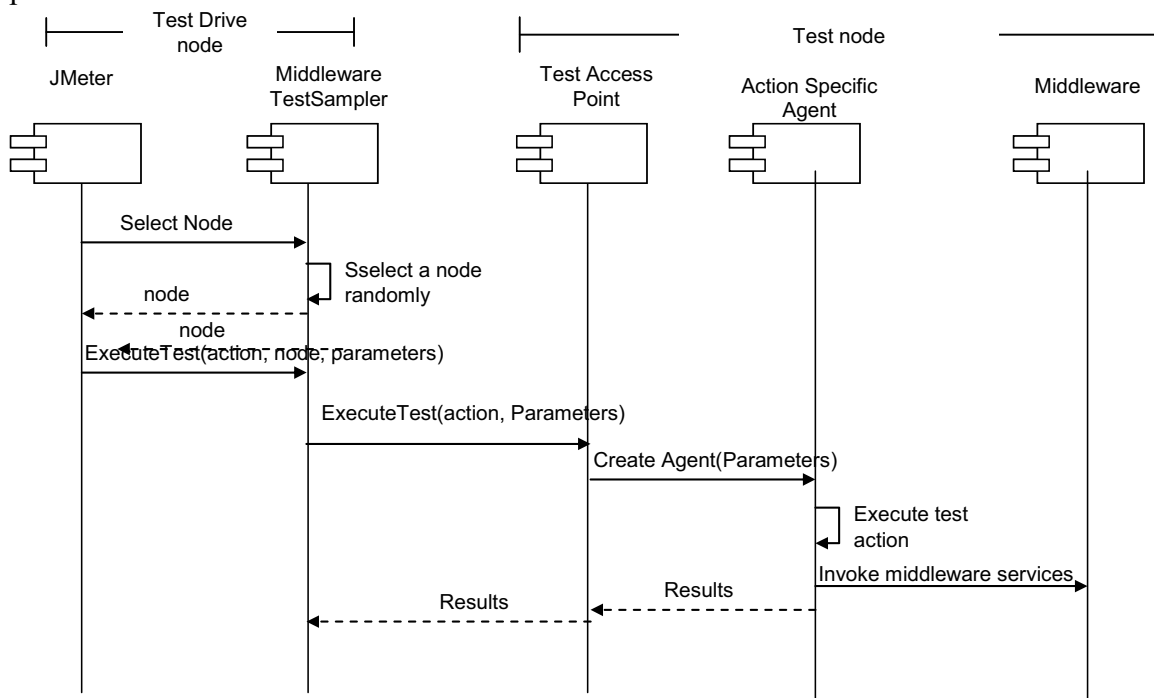 Test Drive
node
Test node
JMeter
Middleware
TestSampler
Test Access
Point
Action Specific
Agent
Middleware
Select Node
Sselect a node
randomly
node
node
ExecuteTest(action, node, parameters)
ExecuteTest(action, Parameters)
Create Agent(Parameters)
Execute test
action
Invoke middleware services
Results
Results